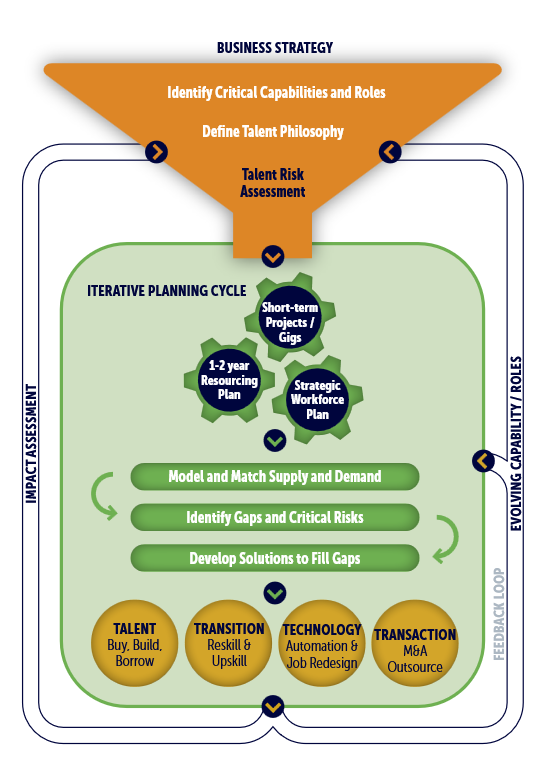 BUSINESS STRATEGY
Identify Critical Capabilities and Roles
Define Talent Philosophy
Talent Risk
Assessment
ITERATIVE PLANNING CYCLE
Short-term
Projects /
Gigs
1-2 year
Resourcing
Plan
Strategic
Workforce
Plan
IMPACT ASSESSMENT
EVOLVING CAPABILITY / ROLES
Model and Match Supply and Demand
Identify Gaps and Critical Risks
Develop Solutions to Fill Gaps
FEEDBACK LOOP
TALENT
Buy, Build,
Borrow
TRANSITION
Reskill &
Upskill
TECHNOLOGY
Automation &
Job Redesign
TRANSACTION
M&A
Outsource